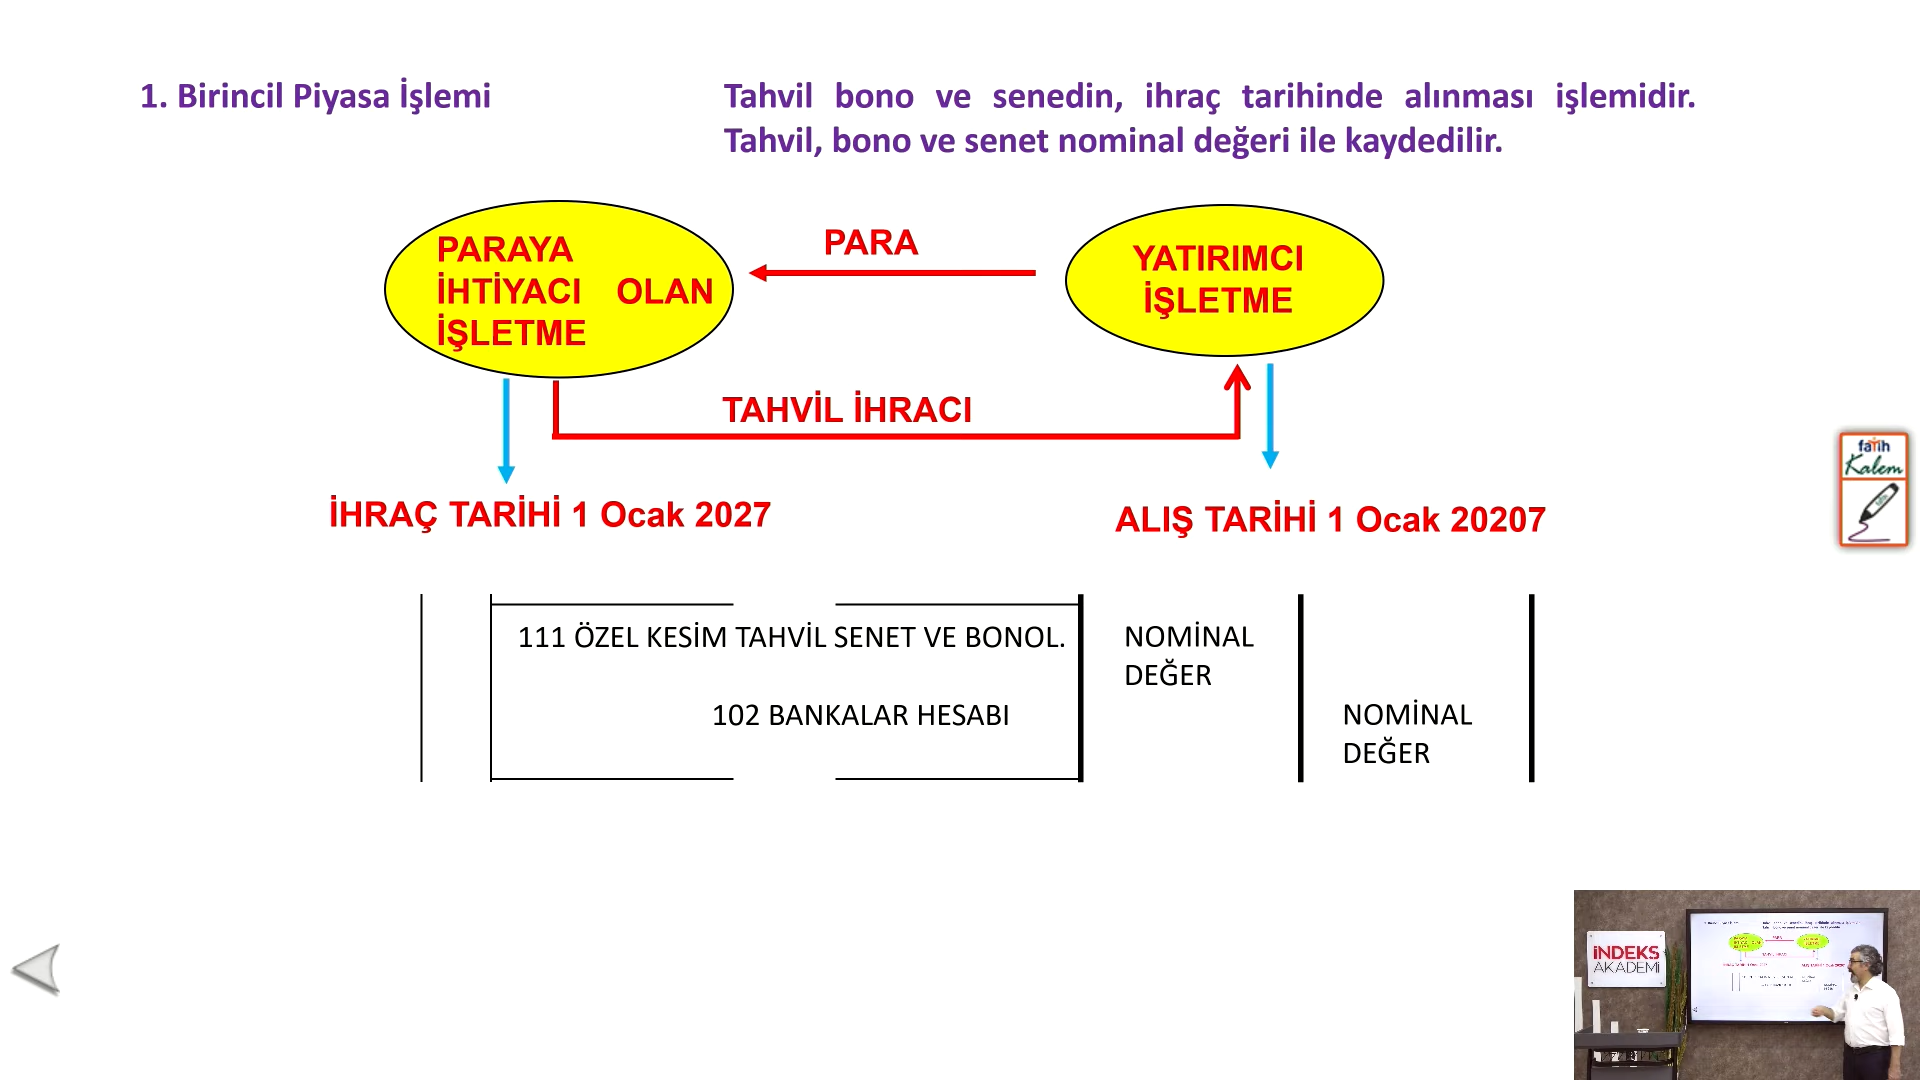 1. Birincil Piyasa İşlemi
Tahvil bono ve senedin, ihraç tarihinde alınması işlemidir.
Tahvil, bono ve senet nominal değeri ile kaydedilir.
PARAYA
İHTİYACI OLAN
İŞLETME
PARA
YATIRIMCI
İŞLETME
TAHVİL İHRACI
İHRAÇ TARİHİ 1 Ocak 2027
ALIŞ TARİHİ 1 Ocak 20207
111 ÖZEL KESİM TAHVİL SENET VE BONOL.
NOMİNAL
DEĞER
102 BANKALAR HESABI
NOMİNAL
DEĞER
fatih
Kalem
İNDEKS
AKADEMİ